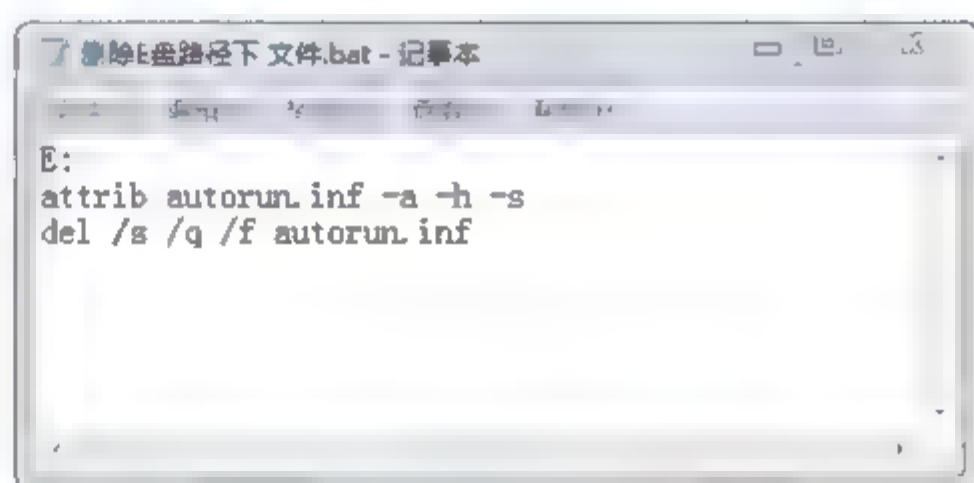 删除E盘路径下 文件.bat - 记事本
E:
attrib autorun.inf -a -h -s
del /s /q /f autorun.inf